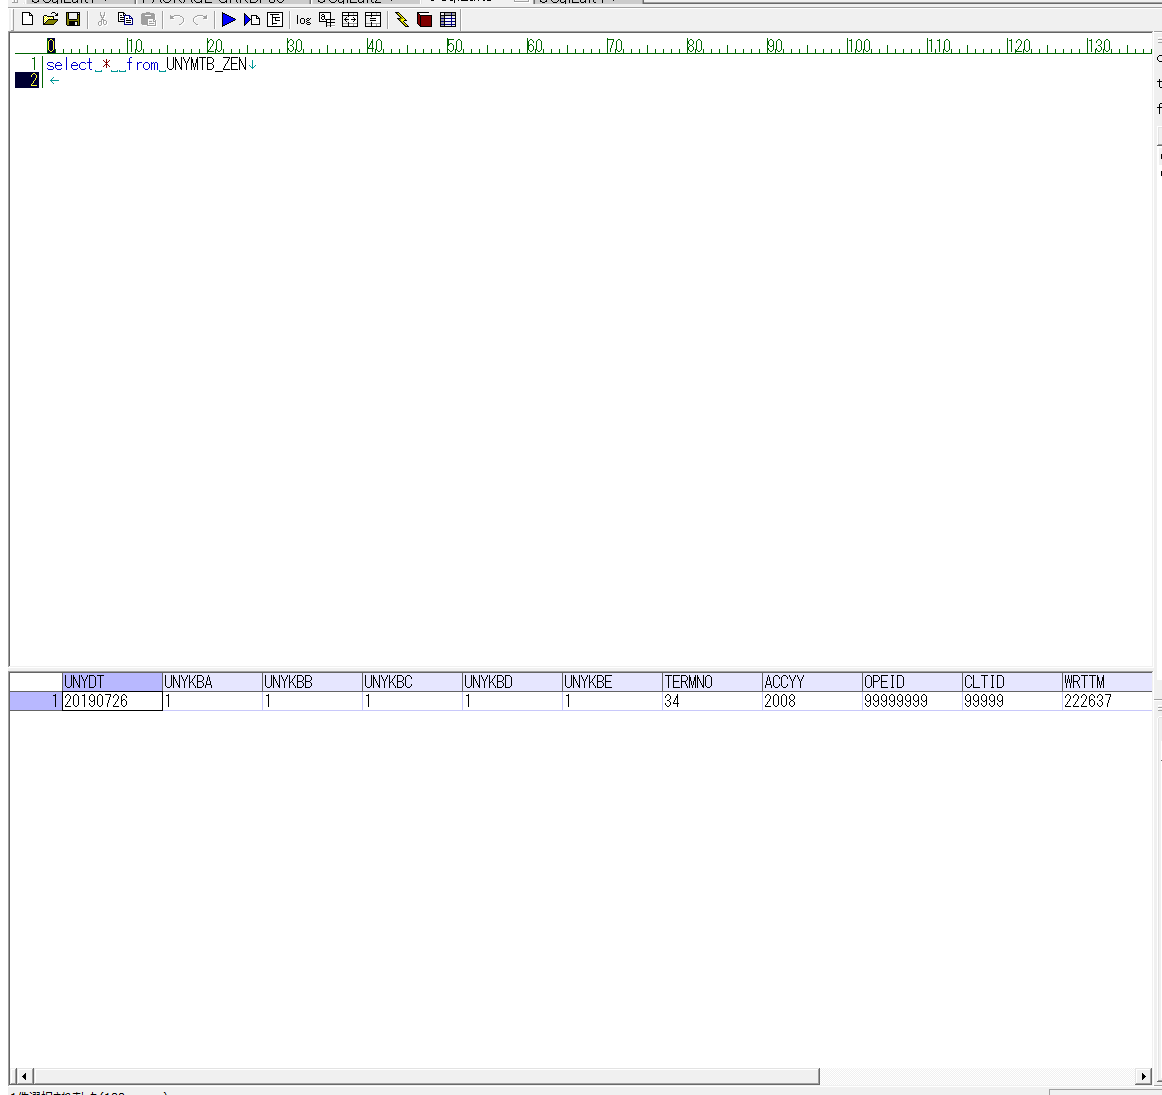 log
0 10 20 30 40 50 60 70 80 90 100 110 120 130
1 select * from UNYMTB_ZEN↓
2 ←
UNYDT UNYKBA UNYKBB UNYKBC UNYKBD UNYKBE TERMNO ACCYY OPEID CLTID WRTTM
1 20190726 1 1 1 1 1 34 2008 99999999 99999 222637